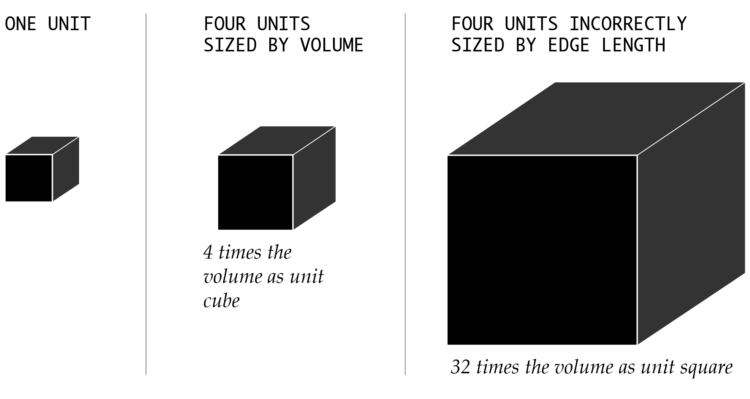 ONE UNIT
FOUR UNITS
SIZED BY VOLUME
4 times the
volume as unit
cube
FOUR UNITS INCORRECTLY
SIZED BY EDGE LENGTH
32 times the volume as unit square